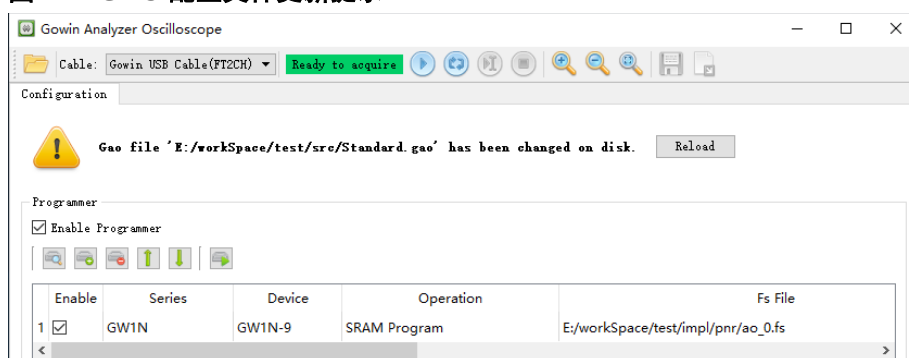 Gowin Analyzer Oscilloscope
Cable: Gowin USB Cable(FT2CH) Ready to acquire
Configuration
Gao file 'E:/workSpace/test/src/Standard.gao' has been changed on disk. Reload
Programmer
Enable Programmer
Enable Series Device Operation Fs File
1 GW1N GW1N-9 SRAM Program E:/workSpace/test/impl/pnr/ao_0.fs